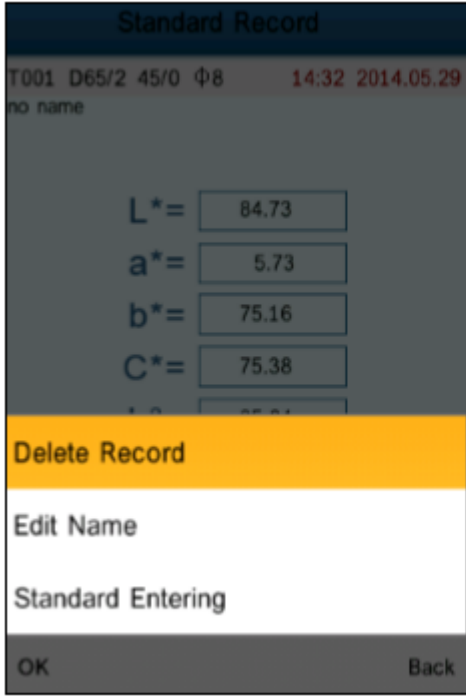 Standard Record
T001 D65/2 45/0 Φ8 14:32 2014.05.29
no name
L*= 84.73
a*= 5.73
b*= 75.16
C*= 75.38
Delete Record
Edit Name
Standard Entering
OK Back